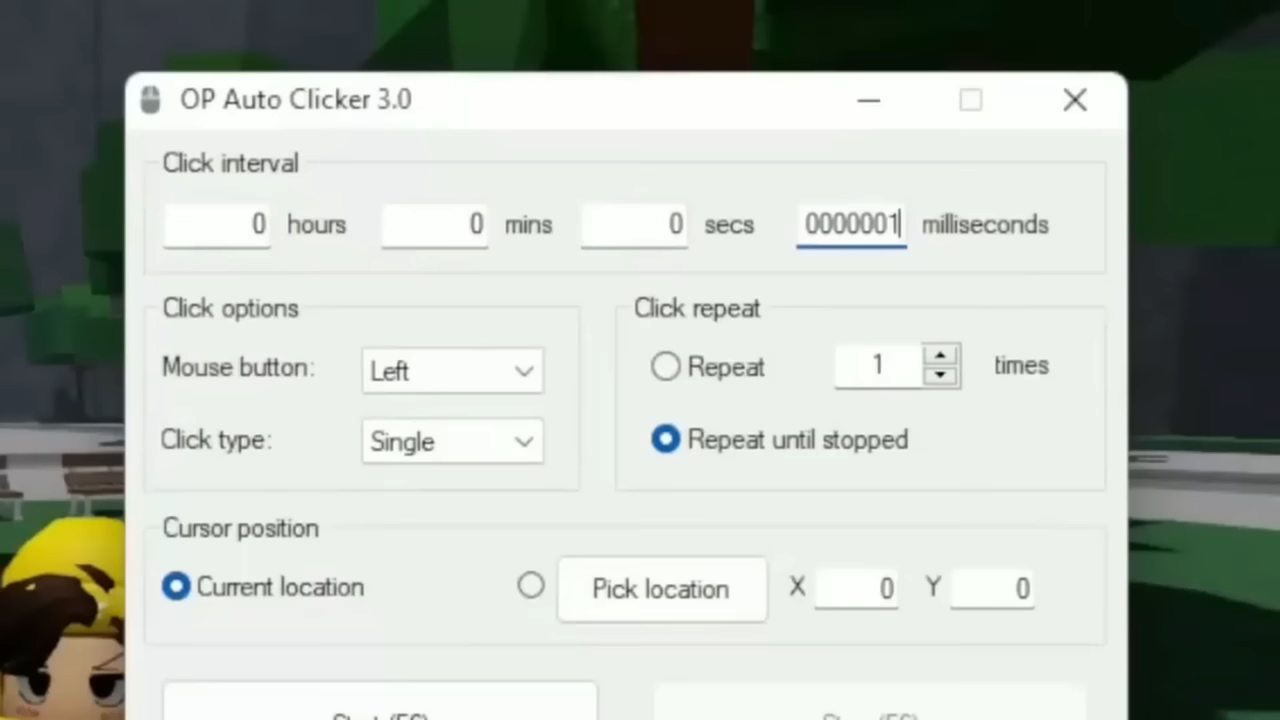 OP Auto Clicker 3.0
Click interval
0 hours 0 mins 0 secs 0000001 milliseconds
Click options
Click repeat
Mouse button: Left
Repeat 1 times
Click type: Single
Repeat until stopped
Cursor position
Current location Pick location X 0 Y 0